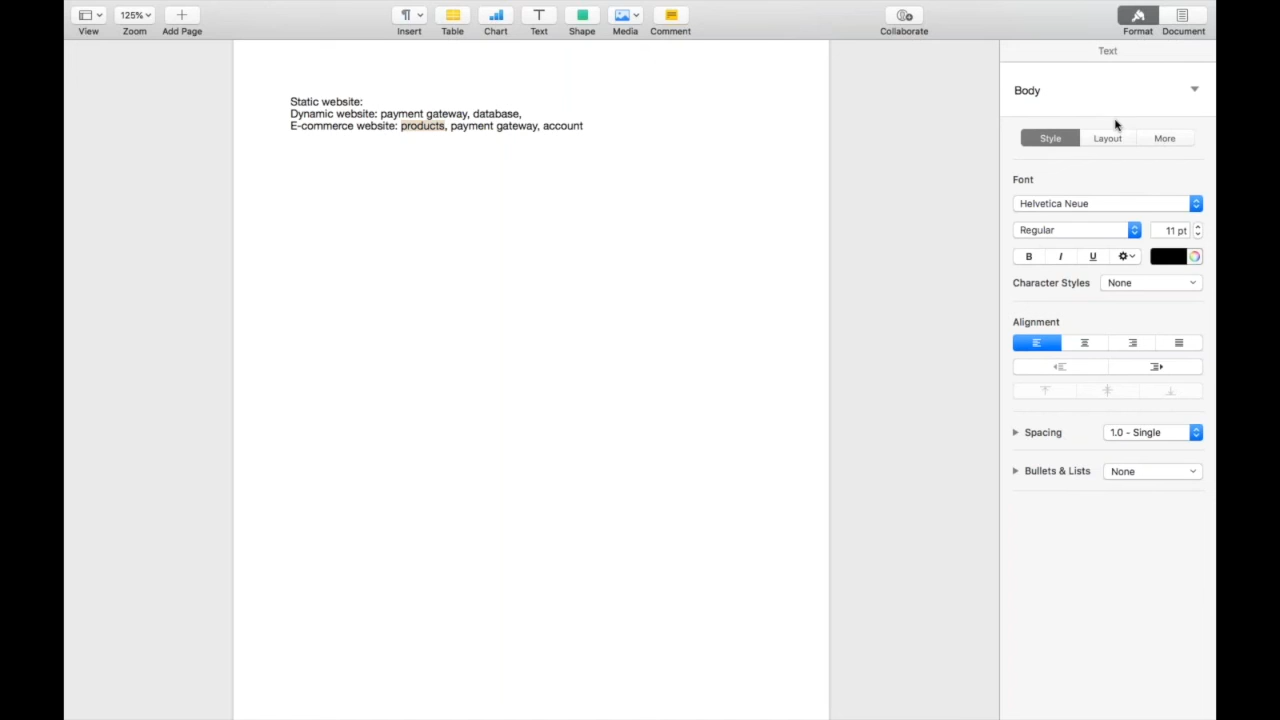 125%
View
Zoom
Add Page
Insert
Table
Chart
Text
Shape
Media
Comment
Collaborate
Format
Document
Static website:
Dynamic website: payment gateway, database,
E-commerce website: products, payment gateway, account
Text
Body
Style
Layout
More
Font
Helvetica Neue
Regular
11 pt
B I U
Character Styles
None
Alignment
Spacing
1.0 - Single
Bullets & Lists
None